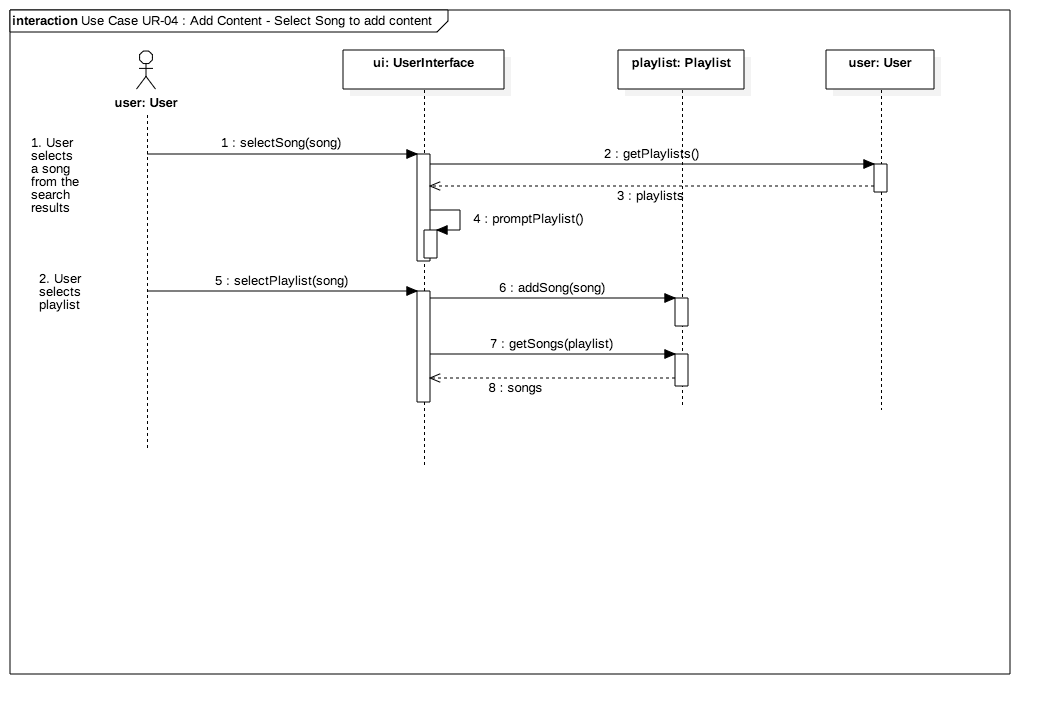 interaction Use Case UR-04 : Add Content - Select Song to add content
ui: UserInterface
playlist: Playlist
user: User
user: User
1. User
selects
a song
from the
search
results
1 : selectSong(song)
2 : getPlaylists()
3 : playlists
4 : promptPlaylist()
2. User
selects
playlist
5 : selectPlaylist(song)
6 : addSong(song)
7 : getSongs(playlist)
8 : songs